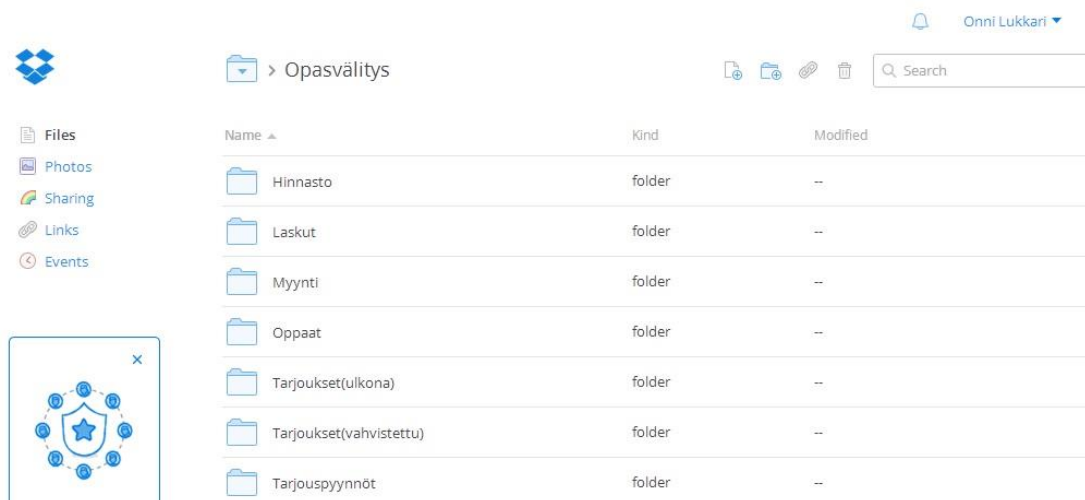 Onni Lukkari
> Opasvälitys
Search
Files
Photos
Sharing
Links
Events
Name Kind Modified
Hinnasto folder --
Laskut folder --
Myynti folder --
Oppaat folder --
Tarjoukset(ulkona) folder --
Tarjoukset(vahvistettu) folder --
Tarjouspyynnöt folder --